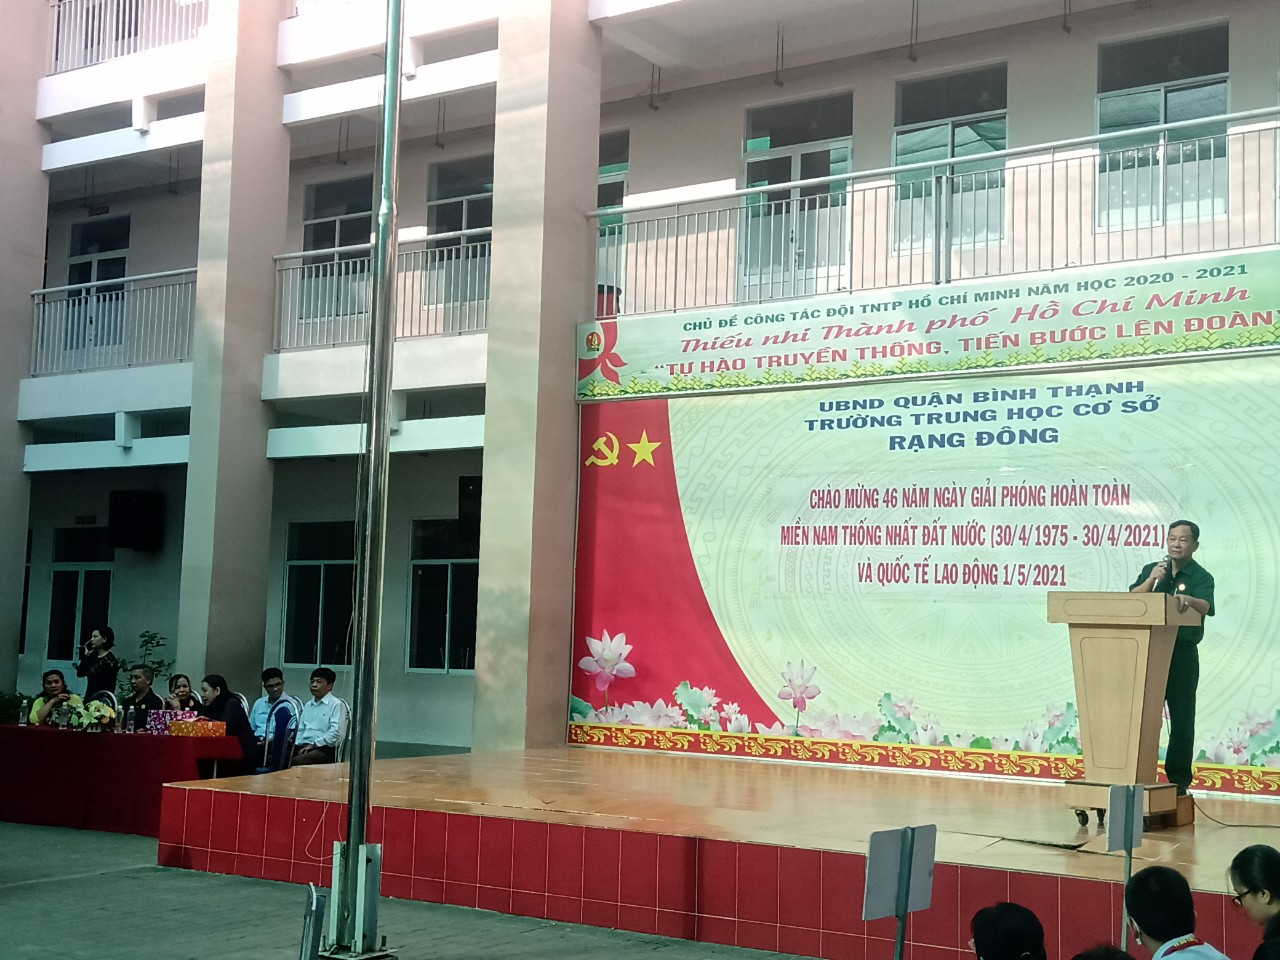 CHỦ ĐỀ CÔNG TÁC ĐỘI TNTP HỒ CHÍ MINH NĂM HỌC 2020 - 2021
Thiếu nhi Thành phố Hồ Chí Minh
"TỰ HÀO TRUYỀN THỐNG, TIẾN BƯỚC LÊN ĐOÀN"
UBND QUẬN BÌNH THẠNH
TRƯỜNG TRUNG HỌC CƠ SỞ
RẠNG ĐÔNG
CHÀO MỪNG 46 NĂM NGÀY GIẢI PHÓNG HOÀN TOÀN
MIỀN NAM THỐNG NHẤT ĐẤT NƯỚC (30/4/1975 - 30/4/2021)
VÀ QUỐC TẾ LAO ĐỘNG 1/5/2021